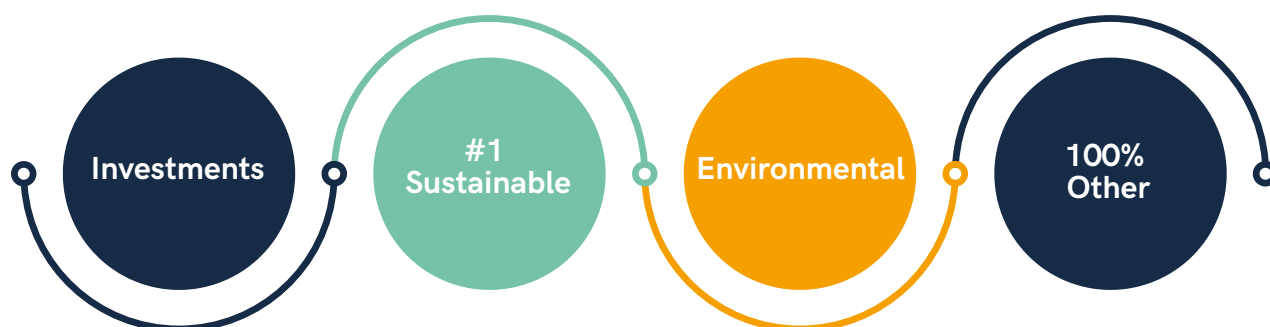 Investments
#1
Sustainable
Environmental
100%
Other